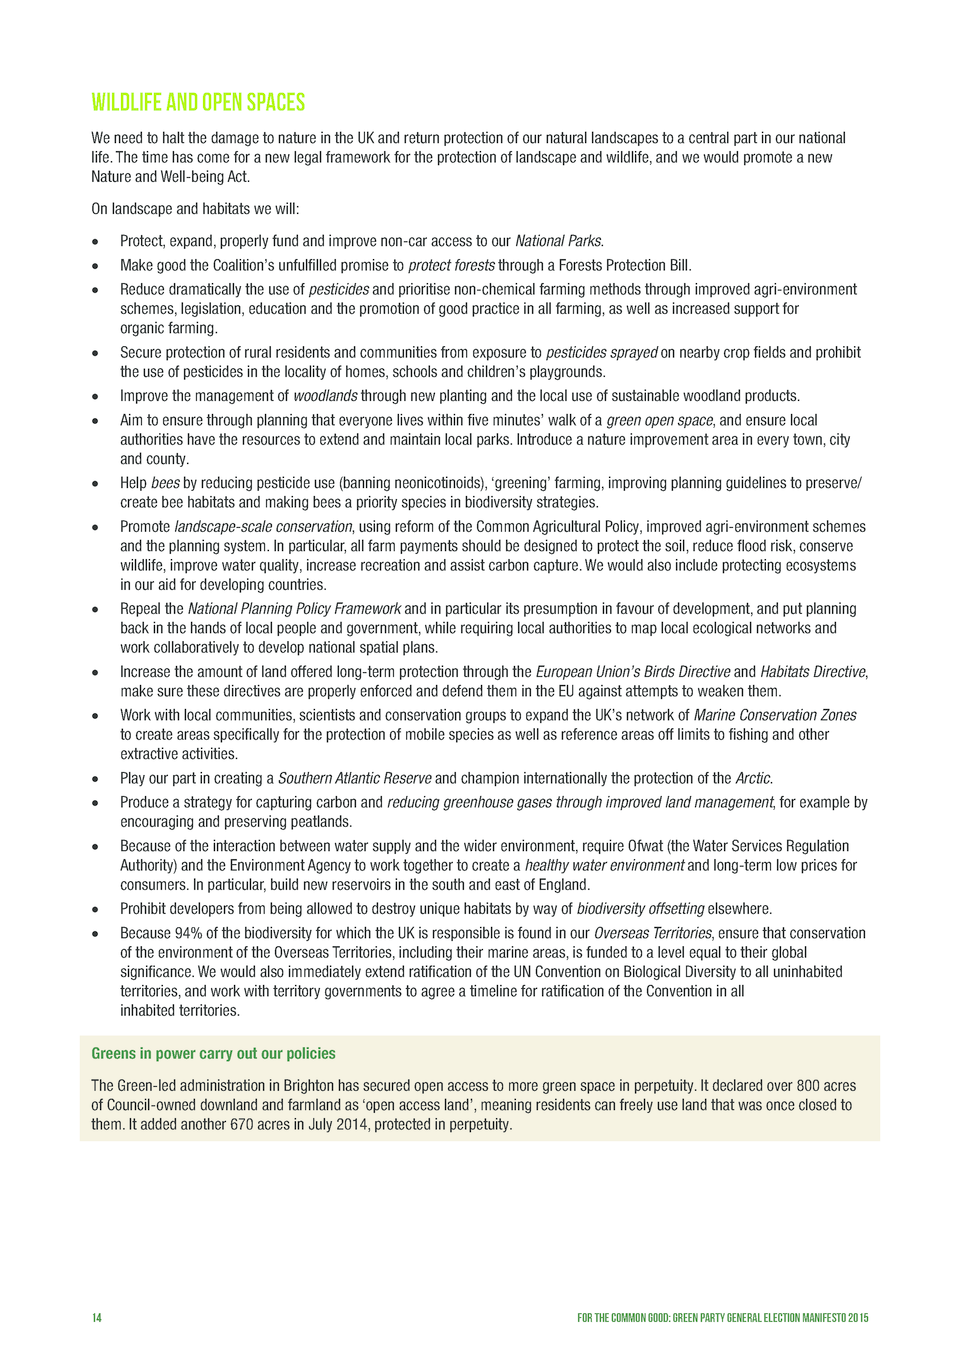 WILDLIFE AND OPEN SPACES
We need to halt the damage to nature in the UK and return protection of our natural landscapes to a central part in our national
life. The time has come for a new legal framework for the protection of landscape and wildlife, and we would promote a new
Nature and Well-being Act.
On landscape and habitats we will:
• Protect, expand, properly fund and improve non-car access to our National Parks.
• Make good the Coalition’s unfulfilled promise to protect forests through a Forests Protection Bill.
• Reduce dramatically the use of pesticides and prioritise non-chemical farming methods through improved agri-environment
schemes, legislation, education and the promotion of good practice in all farming, as well as increased support for
organic farming.
• Secure protection of rural residents and communities from exposure to pesticides sprayed on nearby crop fields and prohibit
the use of pesticides in the locality of homes, schools and children’s playgrounds.
• Improve the management of woodlands through new planting and the local use of sustainable woodland products.
• Aim to ensure through planning that everyone lives within five minutes’ walk of a green open space, and ensure local
authorities have the resources to extend and maintain local parks. Introduce a nature improvement area in every town, city
and county.
• Help bees by reducing pesticide use (banning neonicotinoids), ‘greening’ farming, improving planning guidelines to preserve/
create bee habitats and making bees a priority species in biodiversity strategies.
• Promote landscape-scale conservation, using reform of the Common Agricultural Policy, improved agri-environment schemes
and the planning system. In particular, all farm payments should be designed to protect the soil, reduce flood risk, conserve
wildlife, improve water quality, increase recreation and assist carbon capture. We would also include protecting ecosystems
in our aid for developing countries.
• Repeal the National Planning Policy Framework and in particular its presumption in favour of development, and put planning
back in the hands of local people and government, while requiring local authorities to map local ecological networks and
work collaboratively to develop national spatial plans.
• Increase the amount of land offered long-term protection through the European Union’s Birds Directive and Habitats Directive,
make sure these directives are properly enforced and defend them in the EU against attempts to weaken them.
• Work with local communities, scientists and conservation groups to expand the UK’s network of Marine Conservation Zones
to create areas specifically for the protection of mobile species as well as reference areas off limits to fishing and other
extractive activities.
• Play our part in creating a Southern Atlantic Reserve and champion internationally the protection of the Arctic.
• Produce a strategy for capturing carbon and reducing greenhouse gases through improved land management, for example by
encouraging and preserving peatlands.
• Because of the interaction between water supply and the wider environment, require Ofwat (the Water Services Regulation
Authority) and the Environment Agency to work together to create a healthy water environment and long-term low prices for
consumers. In particular, build new reservoirs in the south and east of England.
• Prohibit developers from being allowed to destroy unique habitats by way of biodiversity offsetting elsewhere.
• Because 94% of the biodiversity for which the UK is responsible is found in our Overseas Territories, ensure that conservation
of the environment of the Overseas Territories, including their marine areas, is funded to a level equal to their global
significance. We would also immediately extend ratification of the UN Convention on Biological Diversity to all uninhabited
territories, and work with territory governments to agree a timeline for ratification of the Convention in all
inhabited territories.
Greens in power carry out our policies
The Green-led administration in Brighton has secured open access to more green space in perpetuity. It declared over 800 acres
of Council-owned downland and farmland as ‘open access land’, meaning residents can freely use land that was once closed to
them. It added another 670 acres in July 2014, protected in perpetuity.
14
FOR THE COMMON GOOD: GREEN PARTY GENERAL ELECTION MANIFESTO 2015